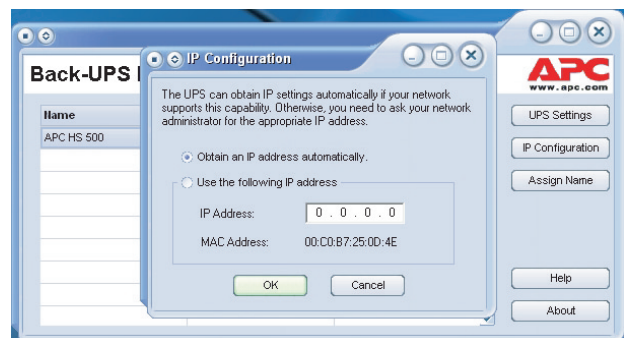 IP Configuration
Back-UPS
APC
www.apc.com
Name
APC HS 500
The UPS can obtain IP settings automatically if your network
supports this capability. Otherwise, you need to ask your network
administrator for the appropriate IP address.
Obtain an IP address automatically.
Use the following IP address
IP Address:
0 . 0 . 0 . 0
MAC Address:
00:C0:B7:25:0D:4E
OK
Cancel
UPS Settings
IP Configuration
Assign Name
Help
About